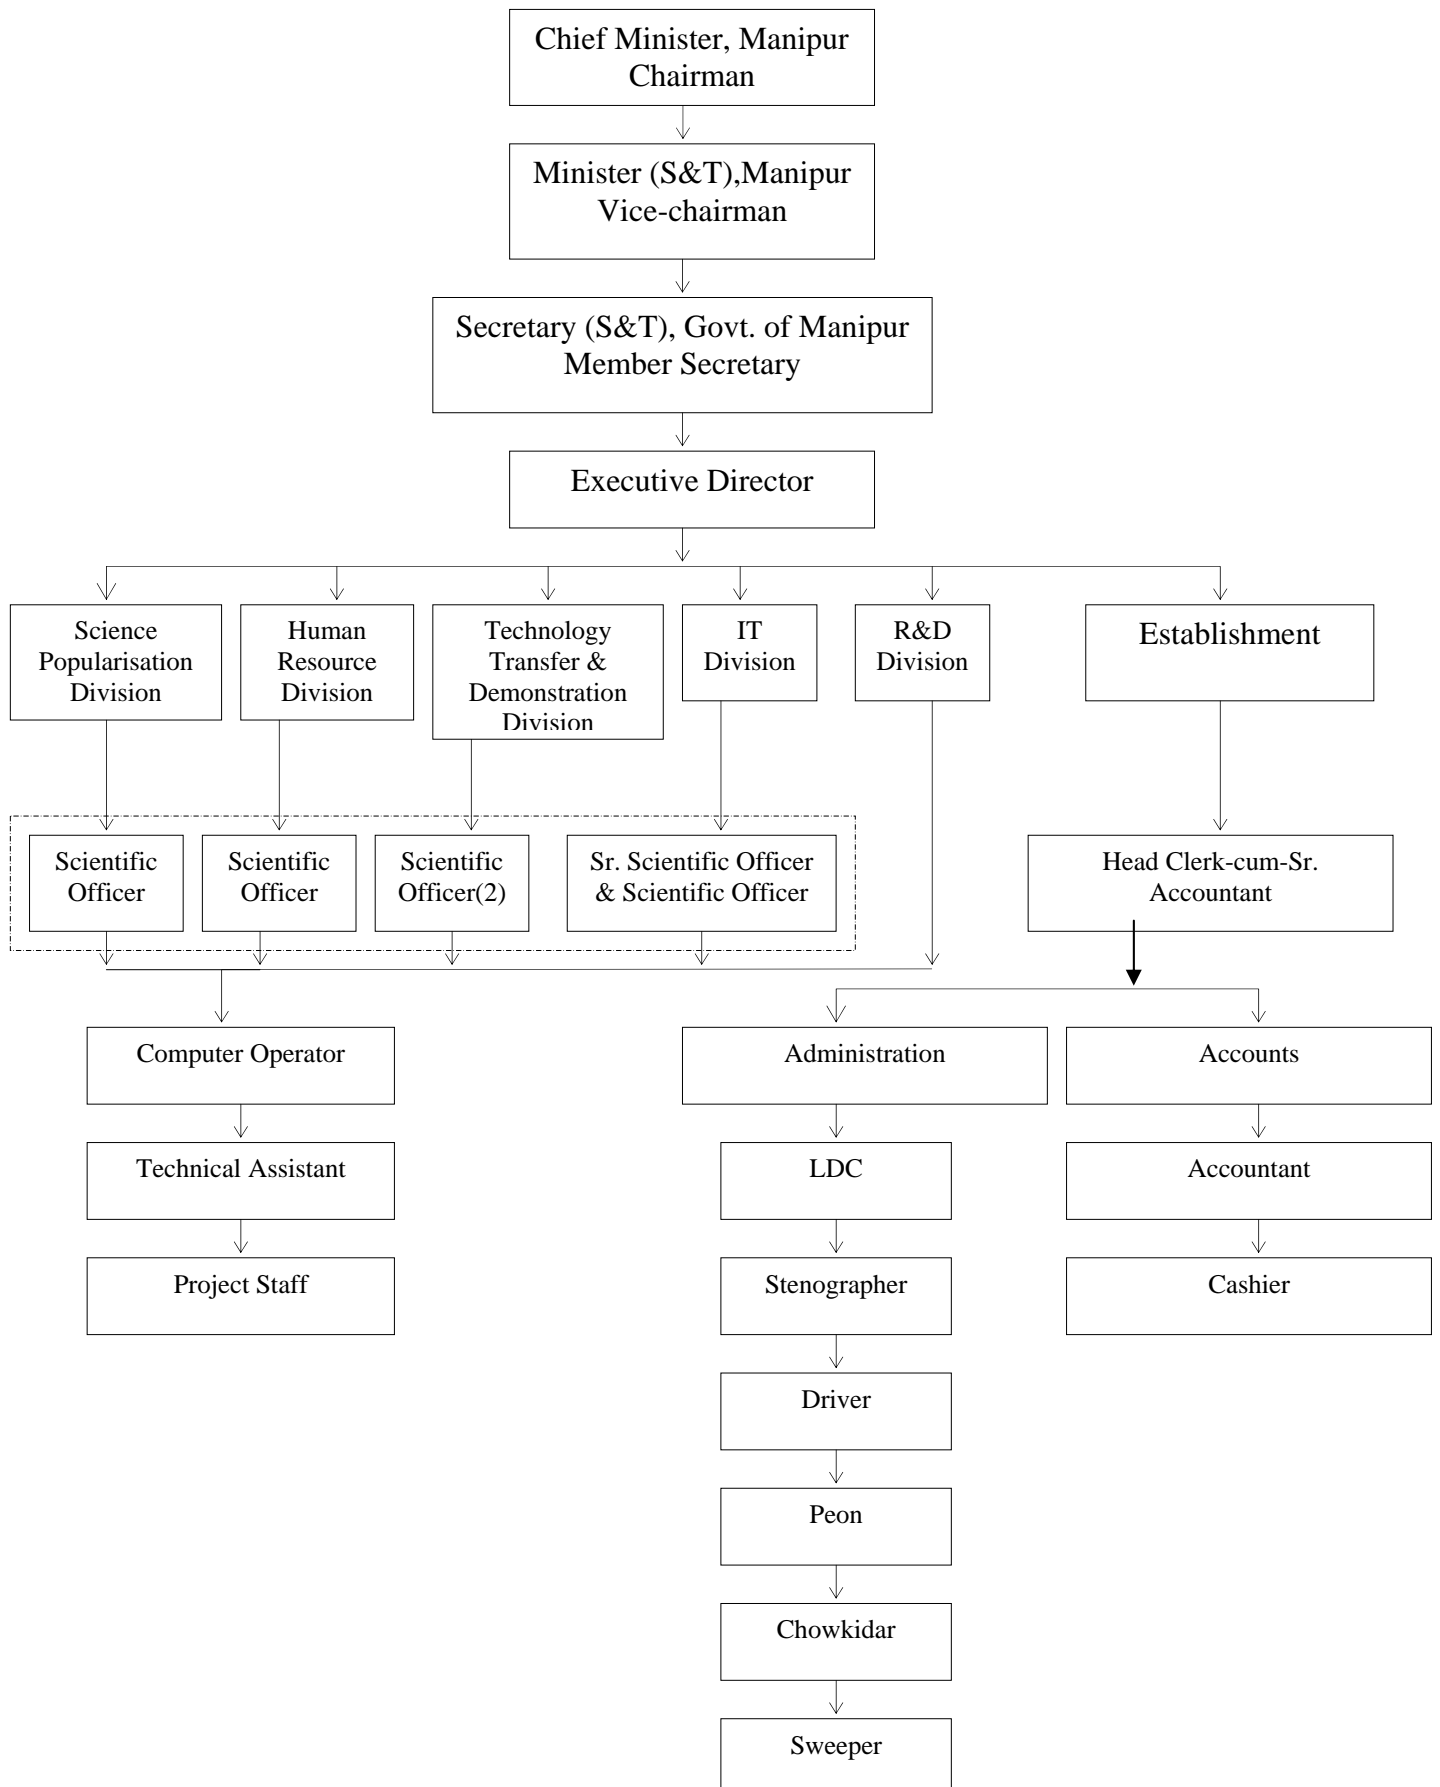 Chief Minister, Manipur
Chairman
Minister (S&T),Manipur
Vice-chairman
Secretary (S&T), Govt. of Manipur
Member Secretary
Executive Director
Science
Popularisation
Division
Human
Resource
Division
Technology
Transfer &
Demonstration
Division
IT
Division
R&D
Division
Establishment
Scientific
Officer
Scientific
Officer
Scientific
Officer(2)
Sr. Scientific Officer
& Scientific Officer
Head Clerk-cum-Sr.
Accountant
Computer Operator
Administration
Accounts
Technical Assistant
LDC
Accountant
Project Staff
Stenographer
Cashier
Driver
Peon
Chowkidar
Sweeper